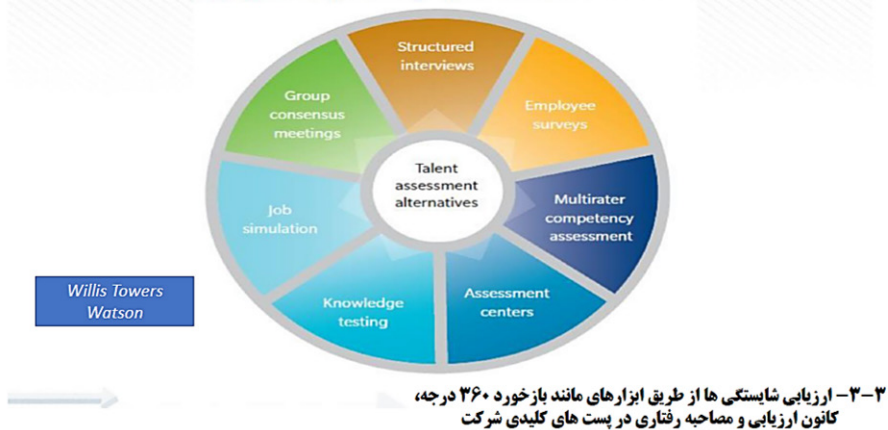 Structured
interviews
Employee
surveys
Multirater
competency
assessment
Assessment
centers
Knowledge
testing
Job
simulation
Group
consensus
meetings
Talent
assessment
alternatives
Willis Towers
Watson
۳-۳- ارزیابی شایستگی ها از طریق ابزارهای مانند بازخورد ۳۶۰ درجه،
کانون ارزیابی و مصاحبه رفتاری در پست های کلیدی شرکت